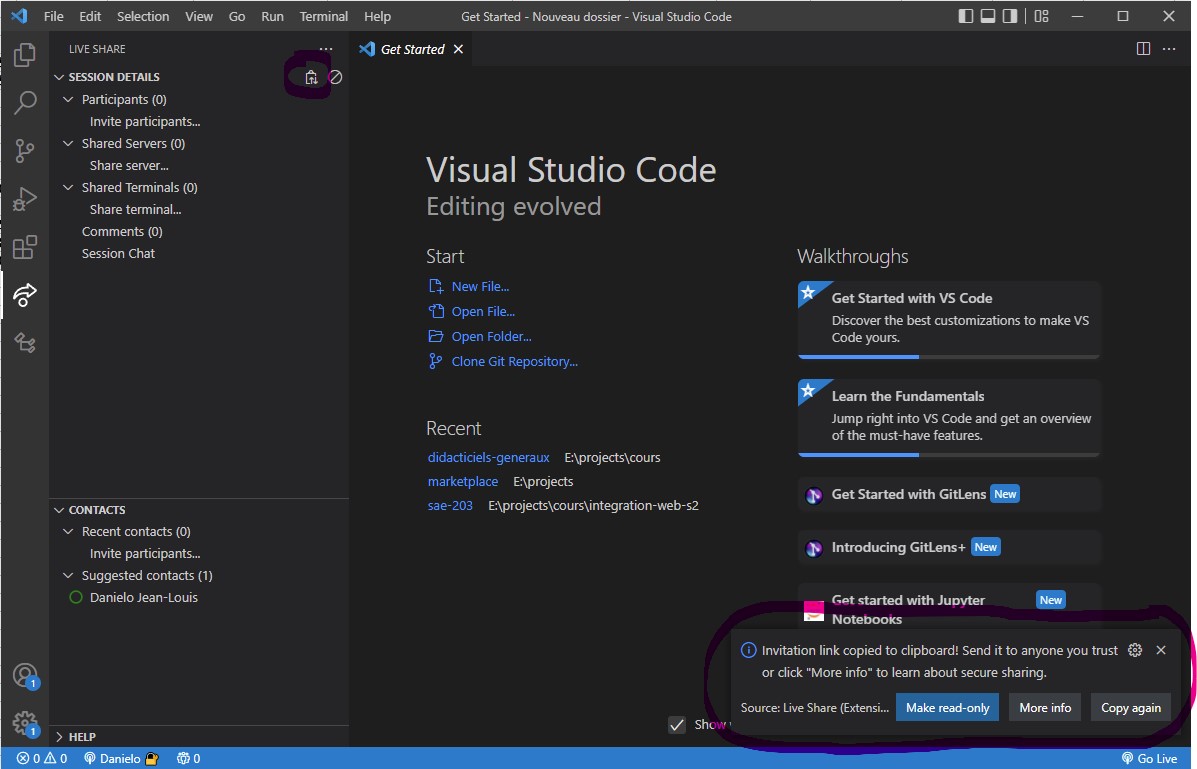 File Edit Selection View Go Run Terminal Help
Get Started - Nouveau dossier - Visual Studio Code
LIVE SHARE
SESSION DETAILS
Participants (0)
Invite participants...
Shared Servers (0)
Share server...
Shared Terminals (0)
Share terminal...
Comments (0)
Session Chat
CONTACTS
Recent contacts (0)
Invite participants...
Suggested contacts (1)
Danielo Jean-Louis
HELP
Get Started
Visual Studio Code
Editing evolved
Start
New File...
Open File...
Open Folder...
Clone Git Repository...
Recent
didacticiels-generaux E:\projects\cours
marketplace E:\projects
sae-203 E:\projects\cours\integration-web-s2
Walkthroughs
Get Started with VS Code
Discover the best customizations to make VS
Code yours.
Learn the Fundamentals
Jump right into VS Code and get an overview
of the must-have features.
Get Started with GitLens New
Introducing GitLens+ New
Get started with Jupyter New
Notebooks
Invitation link copied to clipboard! Send it to anyone you trust
or click "More info" to learn about secure sharing.
Source: Live Share (Extensi... Make read-only More info Copy again
Show
1
1
0 0 Danielo 0 Go Live